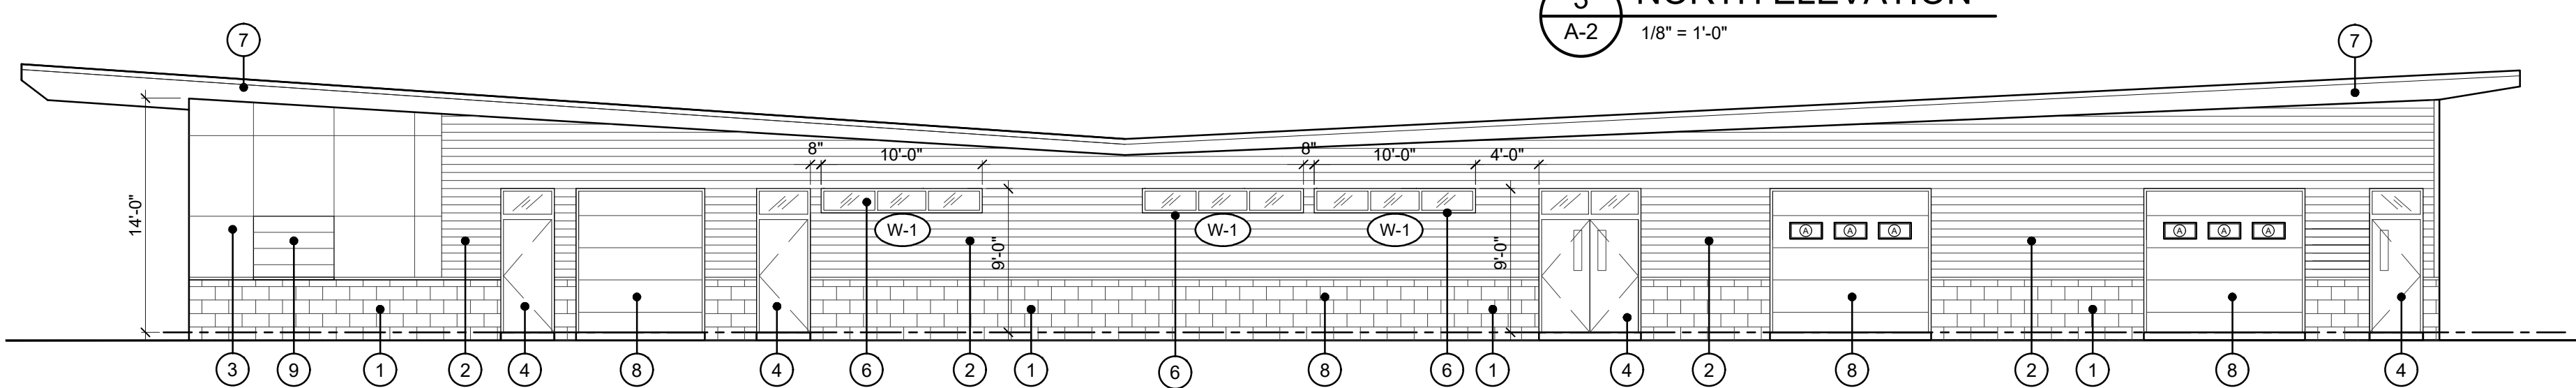 3 NORTH ELEVATION
A-2 1/8" = 1'-0"
7 7
8" 10'-0" 8" 10'-0" 4'-0"
14'-0" 9'-0" 9'-0"
W-1 W-1 W-1
A A A A A A
3 9 1 2 4 8 4 6 2 1 6 8 6 1 4 2 8 2 1 8 4